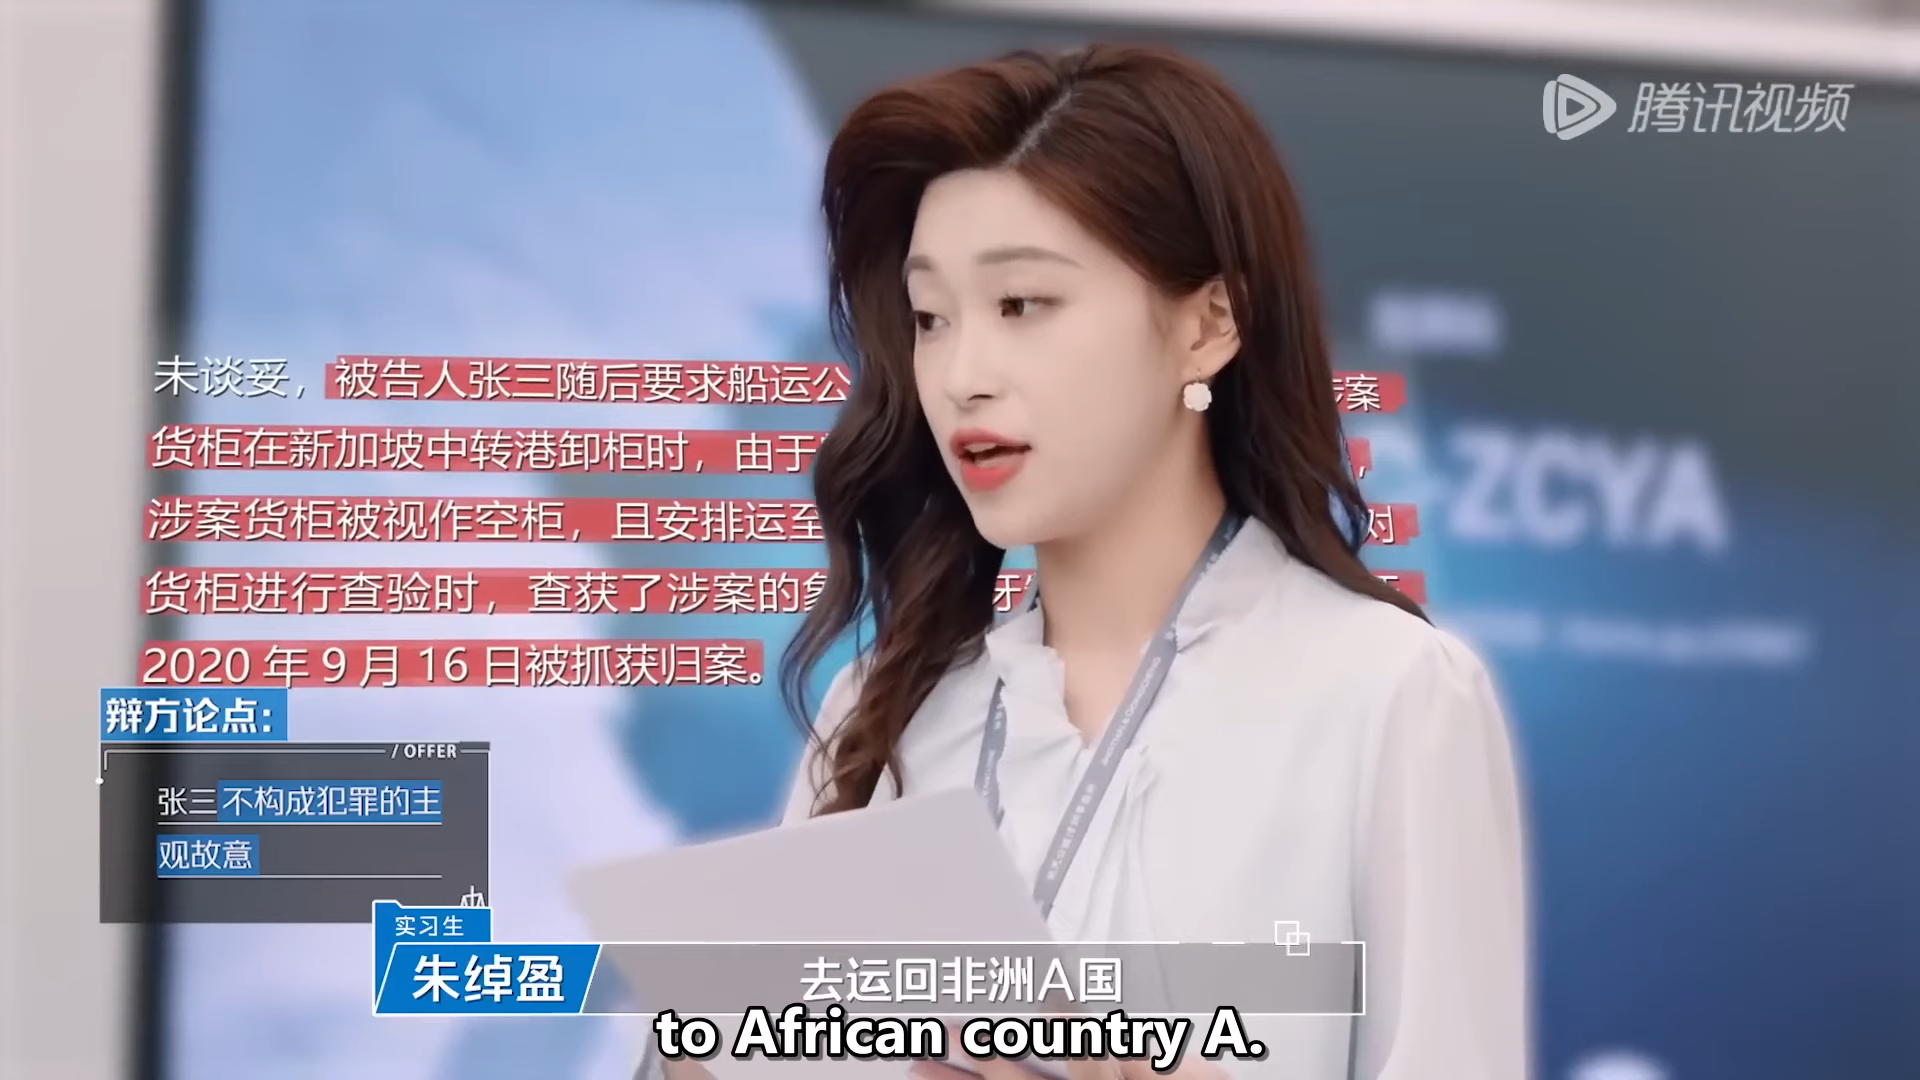 腾讯视频
未谈妥，被告人张三随后要求船运公
涉案
货柜在新加坡中转港卸柜时，由于
，
涉案货柜被视作空柜，且安排运至
对
货柜进行查验时，查获了涉案的象
牙
2020 年 9 月 16 日被抓获归案。
ZCYA
辩方论点：
/ OFFER
张三不构成犯罪的主
观故意
实习生
朱绰盈
去运回非洲A国
to African country A.